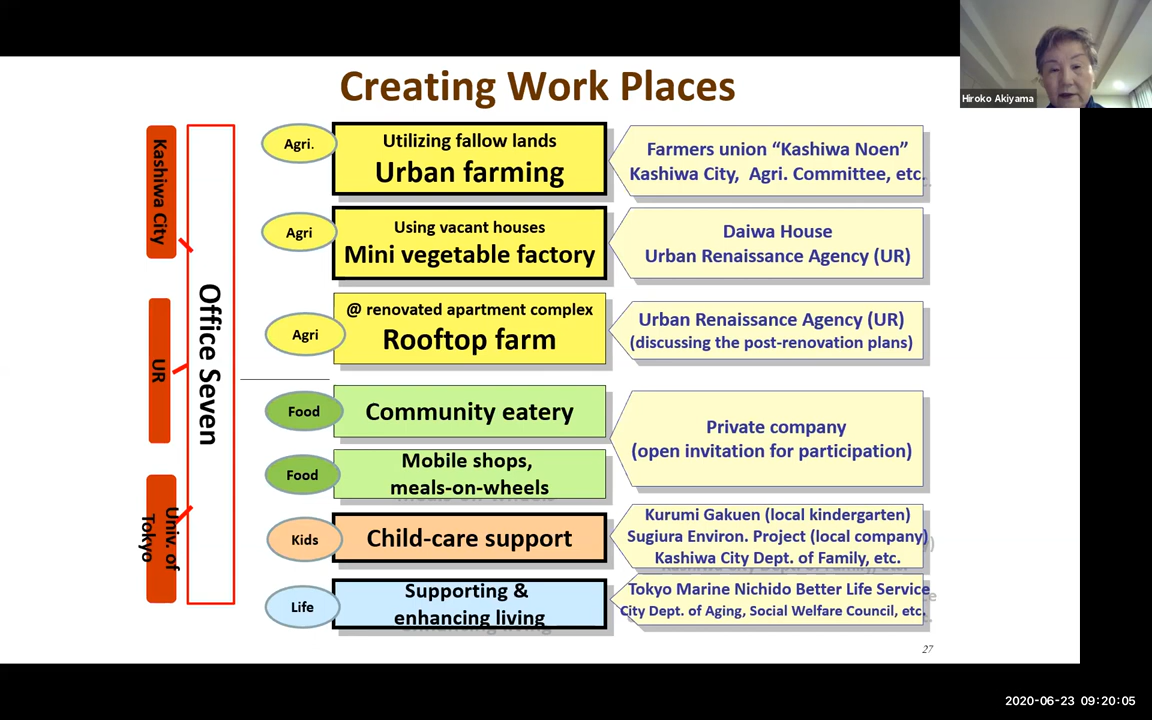 Creating Work Places
Hiroko Akiyama
Kashiwa City
UR
Univ. of
Tokyo
Office Seven
Agri.
Utilizing fallow lands
Urban farming
Farmers union “Kashiwa Noen”
Kashiwa City, Agri. Committee, etc.
Agri
Using vacant houses
Mini vegetable factory
Daiwa House
Urban Renaissance Agency (UR)
Agri
@ renovated apartment complex
Rooftop farm
Urban Renaissance Agency (UR)
(discussing the post-renovation plans)
Food
Community eatery
Private company
(open invitation for participation)
Food
Mobile shops,
meals-on-wheels
Kids
Child-care support
Kurumi Gakuen (local kindergarten)
Sugiura Environ. Project (local company)
Kashiwa City Dept. of Family, etc.
Life
Supporting &
enhancing living
Tokyo Marine Nichido Better Life Service
City Dept. of Aging, Social Welfare Council, etc.
27
2020-06-23 09:20:05